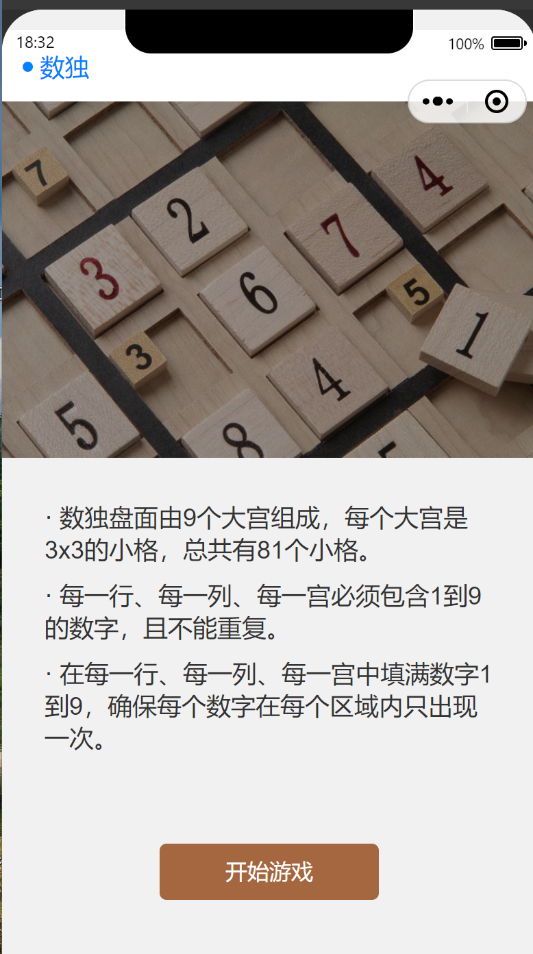 18:32
100%
• 数独
7
2
4
3
7
6
5
1
3
4
5
8
5
· 数独盘面由9个大宫组成，每个大宫是
3x3的小格，总共有81个小格。
· 每一行、每一列、每一宫必须包含1到9
的数字，且不能重复。
· 在每一行、每一列、每一宫中填满数字1
到9，确保每个数字在每个区域内只出现
一次。
开始游戏